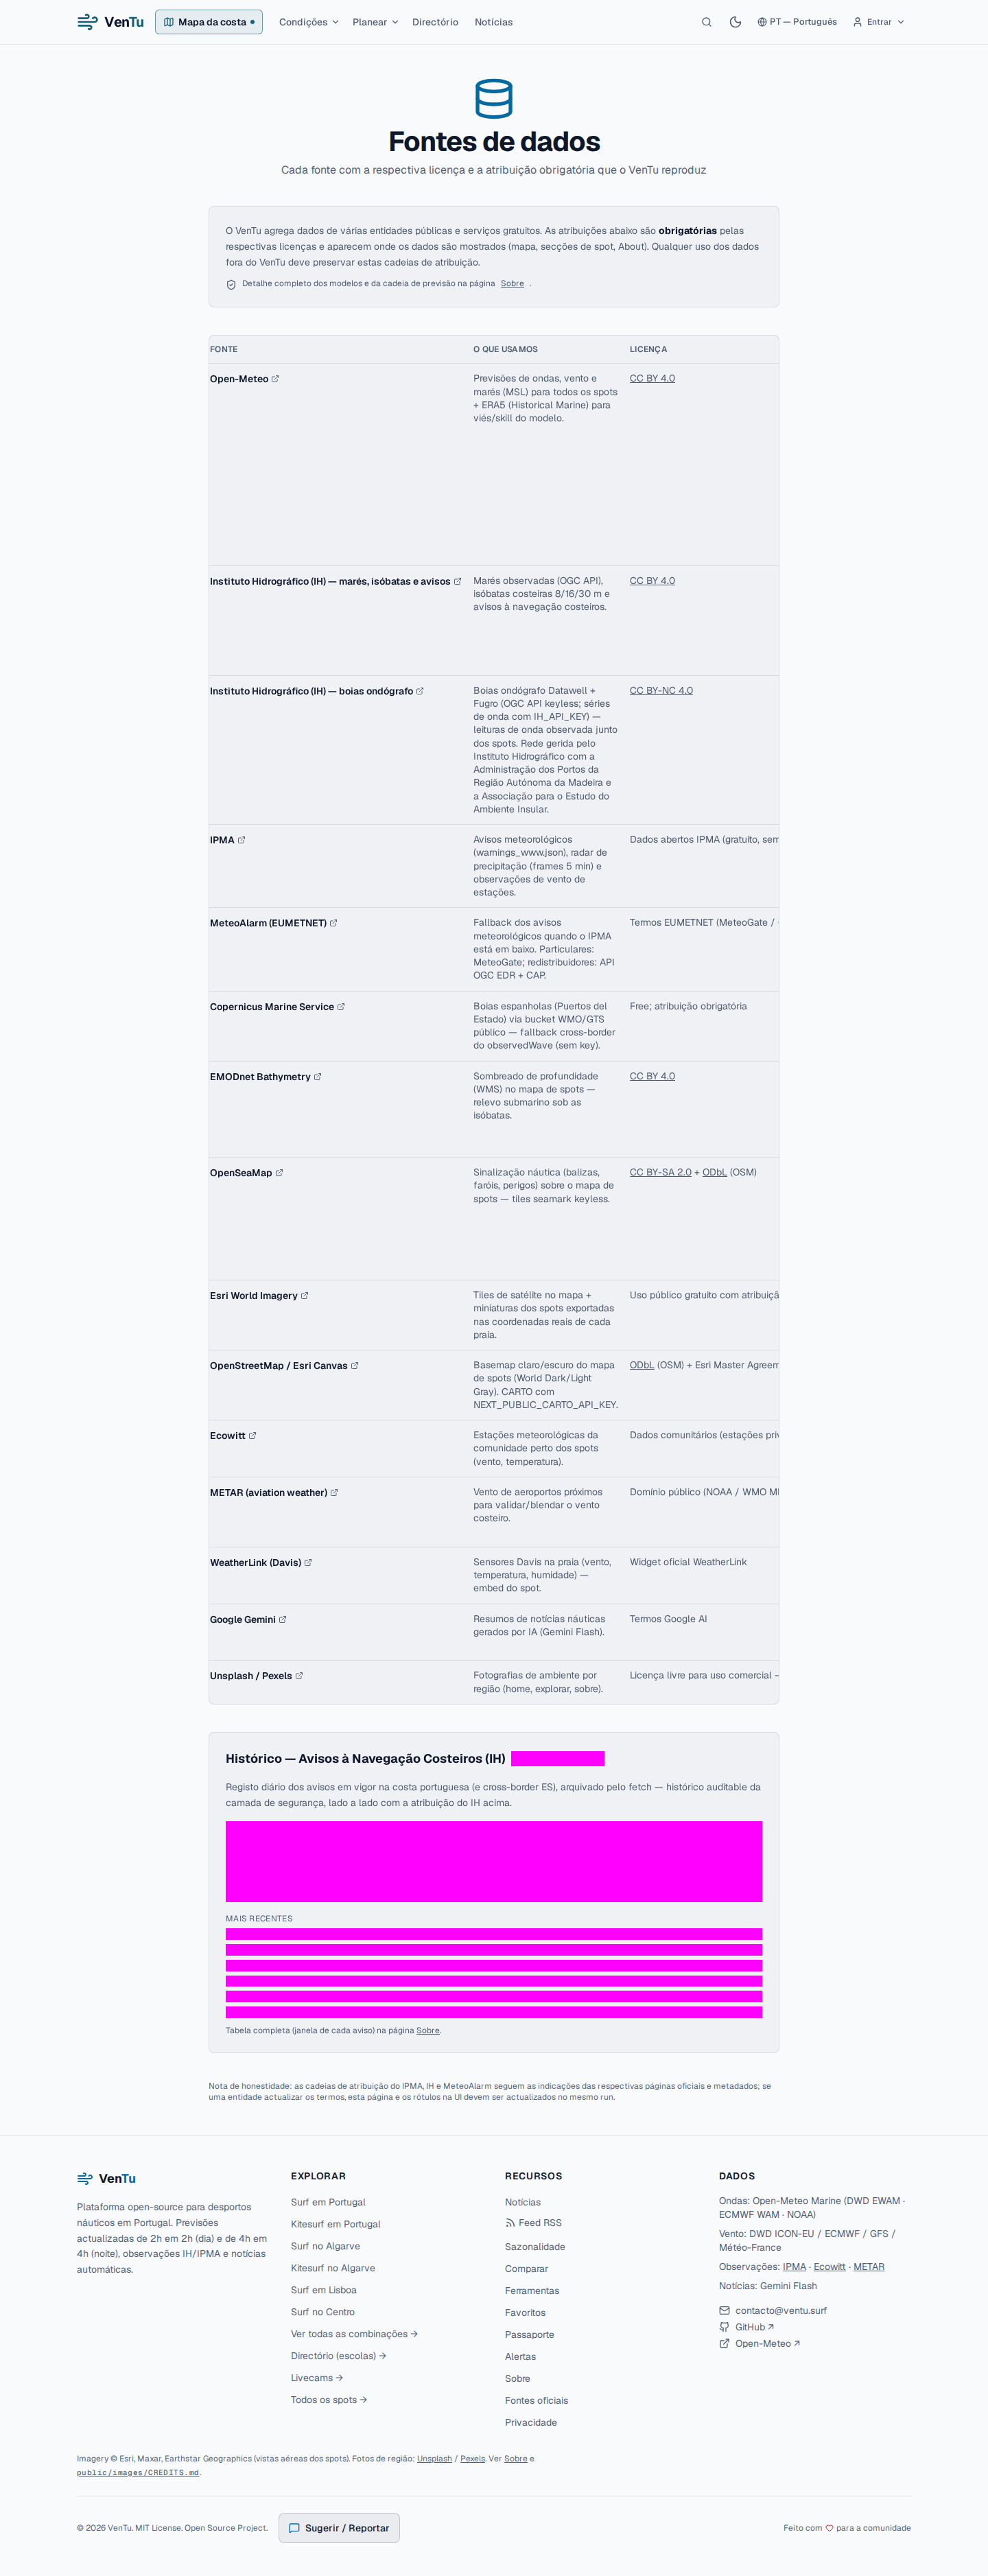 VenTu
Mapa da costa
Condições
Planear
Directório
Notícias
PT — Português
Entrar
Fontes de dados
Cada fonte com a respectiva licença e a atribuição obrigatória que o VenTu reproduz
O VenTu agrega dados de várias entidades públicas e serviços gratuitos. As atribuições abaixo são obrigatórias pelas
respectivas licenças e aparecem onde os dados são mostrados (mapa, secções de spot, About). Qualquer uso dos dados
fora do VenTu deve preservar estas cadeias de atribuição.
Detalhe completo dos modelos e da cadeia de previsão na página Sobre .
FONTE
O QUE USAMOS
LICENÇA
Open-Meteo
Previsões de ondas, vento e
marés (MSL) para todos os spots
+ ERA5 (Historical Marine) para
viés/skill do modelo.
CC BY 4.0
Instituto Hidrográfico (IH) — marés, isóbatas e avisos
Marés observadas (OGC API),
isóbatas costeiras 8/16/30 m e
avisos à navegação costeiros.
CC BY 4.0
Instituto Hidrográfico (IH) — boias ondógrafo
Boias ondógrafo Datawell +
Fugro (OGC API keyless; séries
de onda com IH_API_KEY) —
leituras de onda observada junto
dos spots. Rede gerida pelo
Instituto Hidrográfico com a
Administração dos Portos da
Região Autónoma da Madeira e
a Associação para o Estudo do
Ambiente Insular.
CC BY-NC 4.0
IPMA
Avisos meteorológicos
(warnings_www.json), radar de
precipitação (frames 5 min) e
observações de vento de
estações.
Dados abertos IPMA (gratuito, sem
MeteoAlarm (EUMETNET)
Fallback dos avisos
meteorológicos quando o IPMA
está em baixo. Particulares:
MeteoGate; redistribuidores: API
OGC EDR + CAP.
Termos EUMETNET (MeteoGate /
Copernicus Marine Service
Boias espanholas (Puertos del
Estado) via bucket WMO/GTS
público — fallback cross-border
do observedWave (sem key).
Free; atribuição obrigatória
EMODnet Bathymetry
Sombreado de profundidade
(WMS) no mapa de spots —
relevo submarino sob as
isóbatas.
CC BY 4.0
OpenSeaMap
Sinalização náutica (balizas,
faróis, perigos) sobre o mapa de
spots — tiles seamark keyless.
CC BY-SA 2.0 + ODbL (OSM)
Esri World Imagery
Tiles de satélite no mapa +
miniaturas dos spots exportadas
nas coordenadas reais de cada
praia.
Uso público gratuito com atribuiçã
OpenStreetMap / Esri Canvas
Basemap claro/escuro do mapa
de spots (World Dark/Light
Gray). CARTO com
NEXT_PUBLIC_CARTO_API_KEY.
ODbL (OSM) + Esri Master Agreem
Ecowitt
Estações meteorológicas da
comunidade perto dos spots
(vento, temperatura).
Dados comunitários (estações priv
METAR (aviation weather)
Vento de aeroportos próximos
para validar/blendar o vento
costeiro.
Domínio público (NOAA / WMO M
WeatherLink (Davis)
Sensores Davis na praia (vento,
temperatura, humidade) —
embed do spot.
Widget oficial WeatherLink
Google Gemini
Resumos de notícias náuticas
gerados por IA (Gemini Flash).
Termos Google AI
Unsplash / Pexels
Fotografias de ambiente por
região (home, explorar, sobre).
Licença livre para uso comercial –
Histórico — Avisos à Navegação Costeiros (IH)
Registo diário dos avisos em vigor na costa portuguesa (e cross-border ES), arquivado pelo fetch — histórico auditable da
camada de segurança, lado a lado com a atribuição do IH acima.
MAIS RECENTES
Tabela completa (janela de cada aviso) na página Sobre.
Nota de honestidade: as cadeias de atribuição do IPMA, IH e MeteoAlarm seguem as indicações das respectivas páginas oficiais e metadados; se
uma entidade actualizar os termos, esta página e os rótulos na UI devem ser actualizados no mesmo run.
VenTu
Plataforma open-source para desportos
náuticos em Portugal. Previsões
actualizadas de 2h em 2h (dia) e de 4h em
4h (noite), observações IH/IPMA e notícias
automáticas.
EXPLORAR
Surf em Portugal
Kitesurf em Portugal
Surf no Algarve
Kitesurf no Algarve
Surf em Lisboa
Surf no Centro
Ver todas as combinações →
Directório (escolas) →
Livecams →
Todos os spots →
RECURSOS
Notícias
Feed RSS
Sazonalidade
Comparar
Ferramentas
Favoritos
Passaporte
Alertas
Sobre
Fontes oficiais
Privacidade
DADOS
Ondas: Open-Meteo Marine (DWD EWAM ·
ECMWF WAM · NOAA)
Vento: DWD ICON-EU / ECMWF / GFS /
Météo-France
Observações: IPMA · Ecowitt · METAR
Notícias: Gemini Flash
contacto@ventu.surf
GitHub ↗
Open-Meteo ↗
Imagery © Esri, Maxar, Earthstar Geographics (vistas aéreas dos spots). Fotos de região: Unsplash / Pexels. Ver Sobre e
public/images/CREDITS.md.
© 2026 VenTu. MIT License. Open Source Project.
Sugerir / Reportar
Feito com ♡ para a comunidade